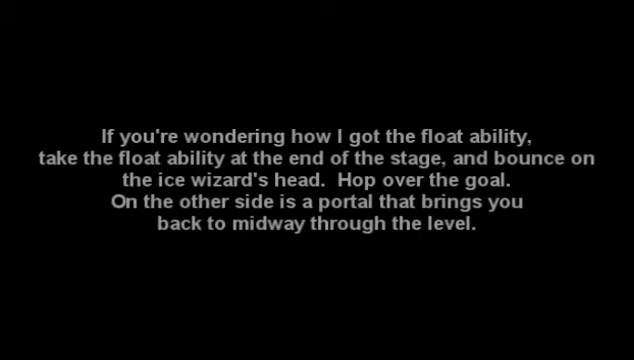 If you're wondering how I got the float ability,
take the float ability at the end of the stage, and bounce on
the ice wizard's head.  Hop over the goal.
On the other side is a portal that brings you
back to midway through the level.